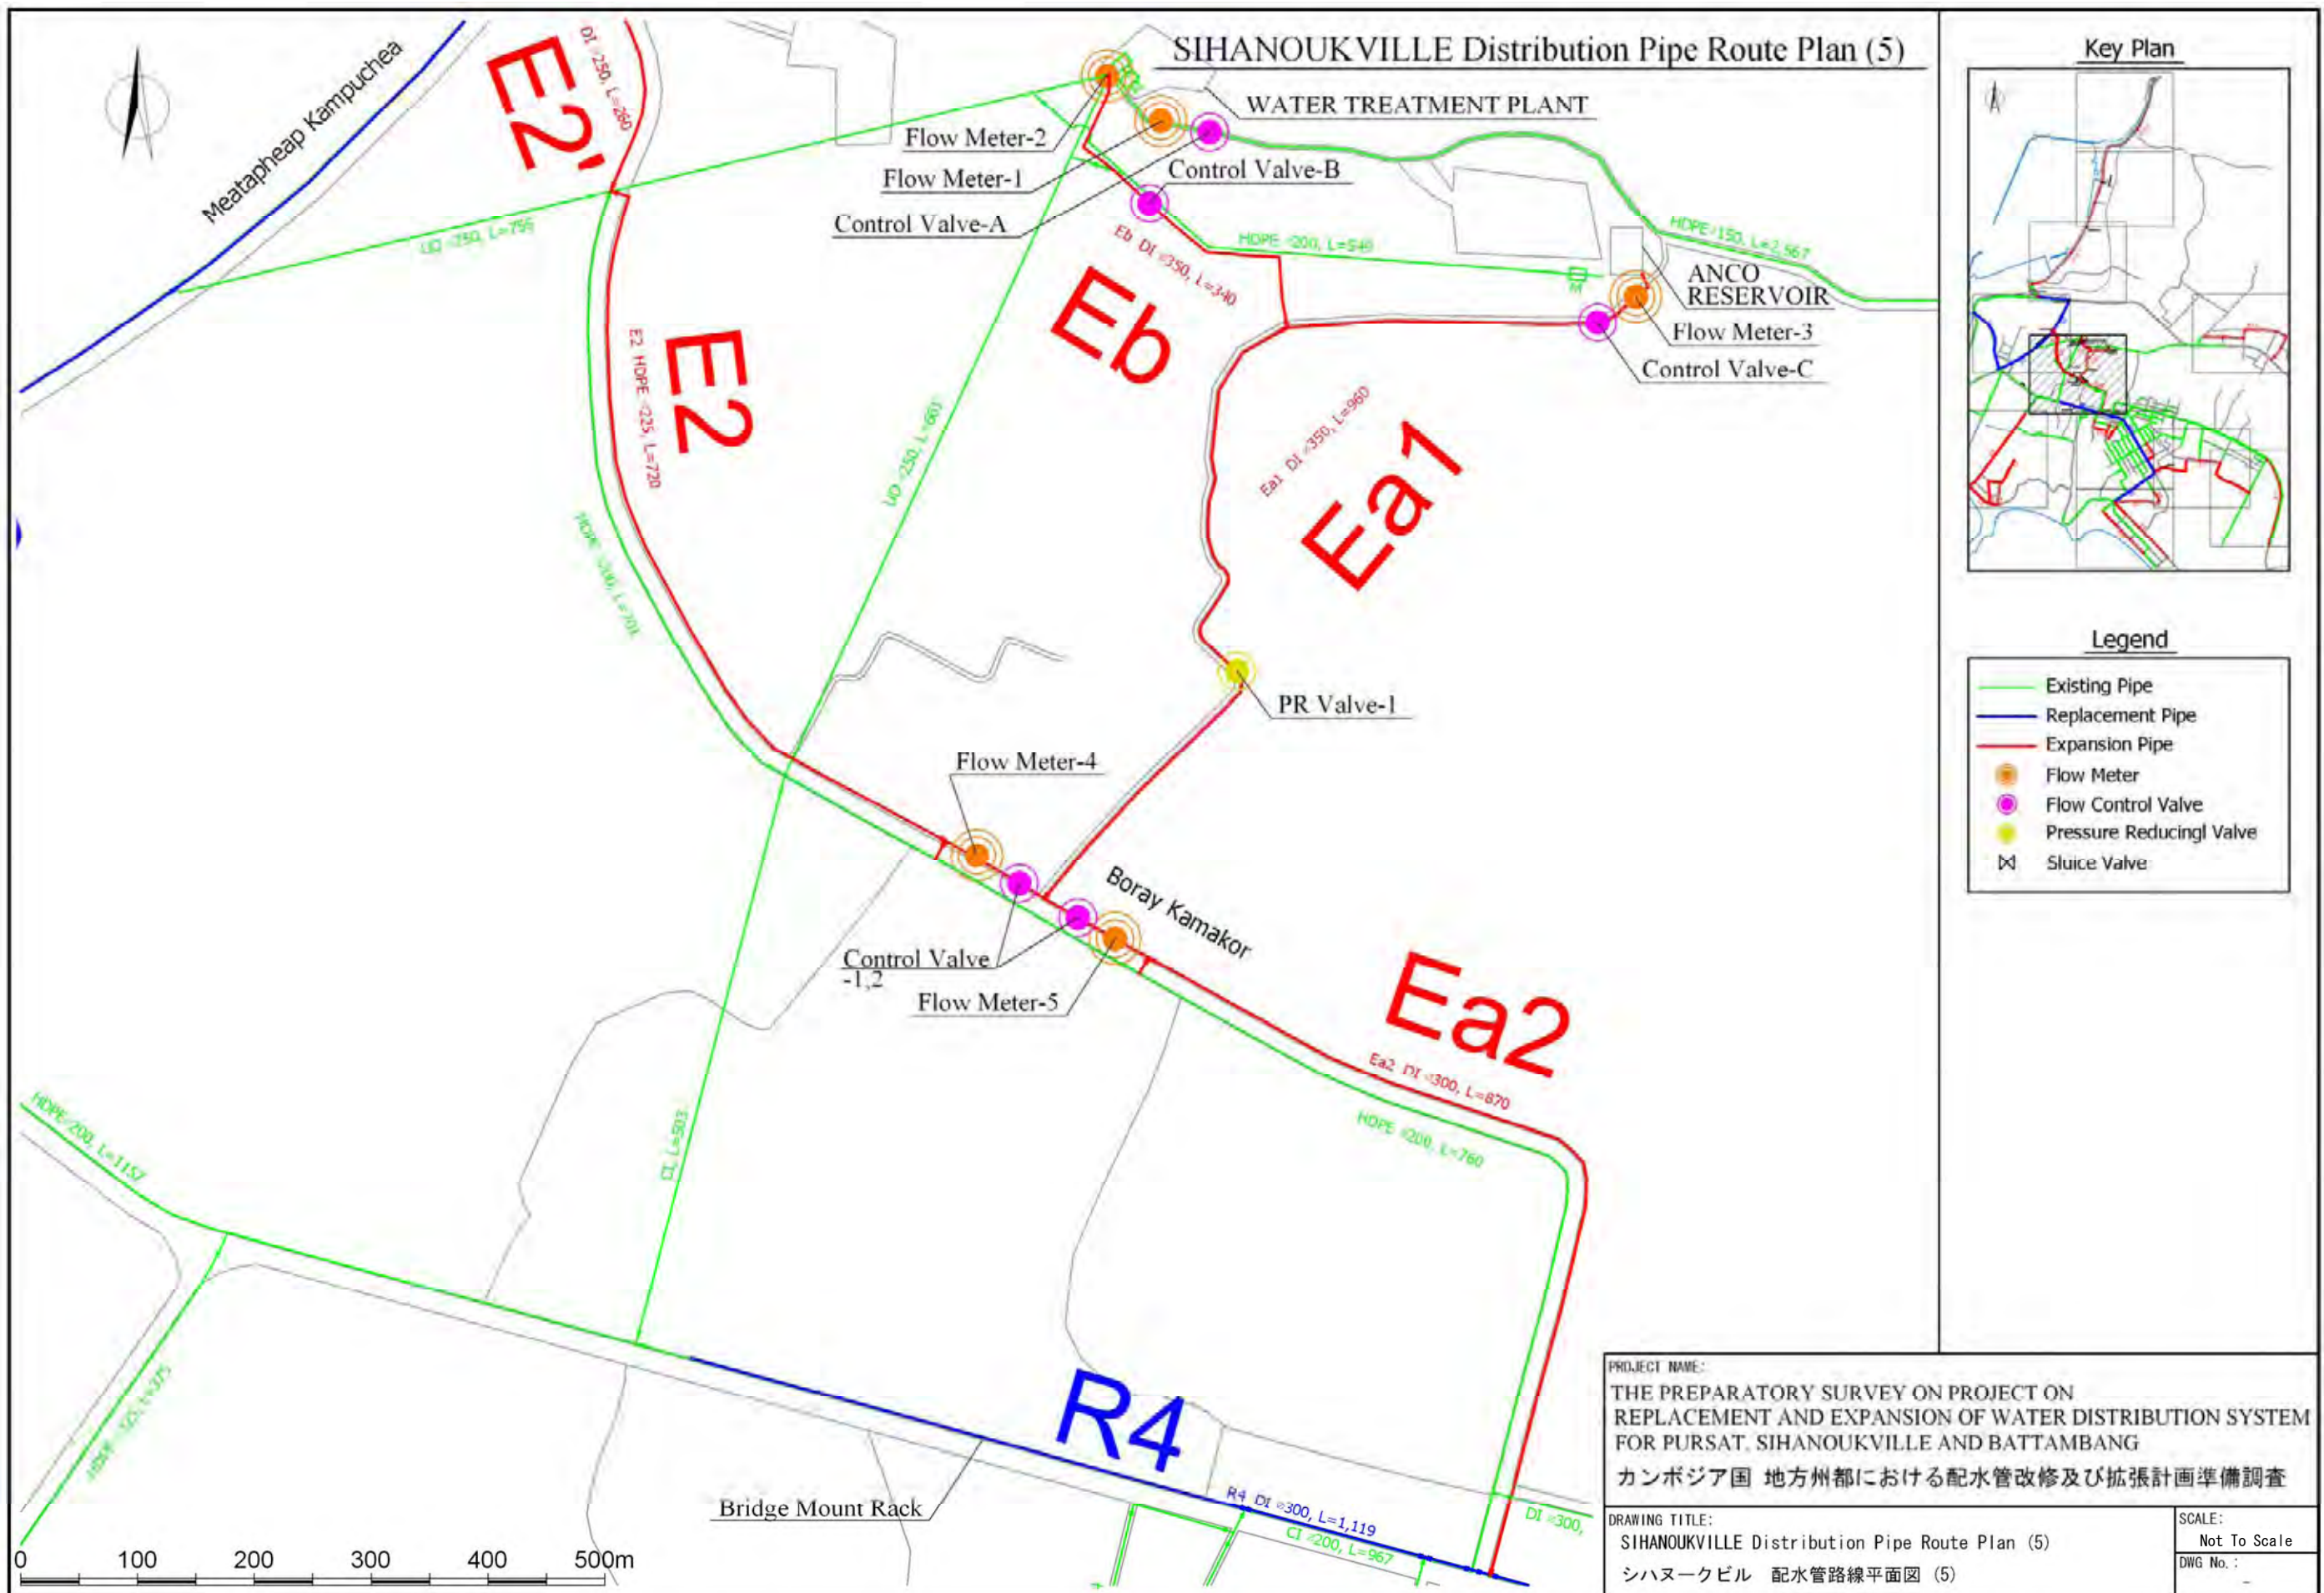 SIHANOUKVILLE Distribution Pipe Route Plan (5)
Key Plan
Meatapheap Kampuchea
E2'
DI ⌀250, L=260
WATER TREATMENT PLANT
Flow Meter-2
Flow Meter-1
Control Valve-B
Control Valve-A
UO ⌀250, L=755
Eb DI ⌀350, L=340
HDPE ⌀200, L=540
HDPE ⌀150, L=2,567
M
ANCO
RESERVOIR
Flow Meter-3
Control Valve-C
Eb
E2
E2 HDPE ⌀225, L=720
UO ⌀250, L=601
Ea1 DI ⌀350, L=960
Ea1
HDPE ⌀200, L=701
PR Valve-1
Legend
Existing Pipe
Replacement Pipe
Expansion Pipe
Flow Meter
Flow Control Valve
Pressure Reducingl Valve
Sluice Valve
Flow Meter-4
Boray Kamakor
Control Valve
-1,2
Flow Meter-5
Ea2
Ea2 DI ⌀300, L=870
HDPE ⌀200, L=760
HDPE ⌀200, L=1157
CI, L=503
HDPE ⌀125, L=375
R4
Bridge Mount Rack
R4 DI ⌀300, L=1,119
CI ⌀200, L=967
DI ⌀300,
0 100 200 300 400 500m
PROJECT NAME:
THE PREPARATORY SURVEY ON PROJECT ON
REPLACEMENT AND EXPANSION OF WATER DISTRIBUTION SYSTEM
FOR PURSAT, SIHANOUKVILLE AND BATTAMBANG
カンボジア国 地方州都における配水管改修及び拡張計画準備調査
DRAWING TITLE:
SIHANOUKVILLE Distribution Pipe Route Plan (5)
シハヌークビル 配水管路線平面図 (5)
SCALE:
Not To Scale
DWG No.:
-